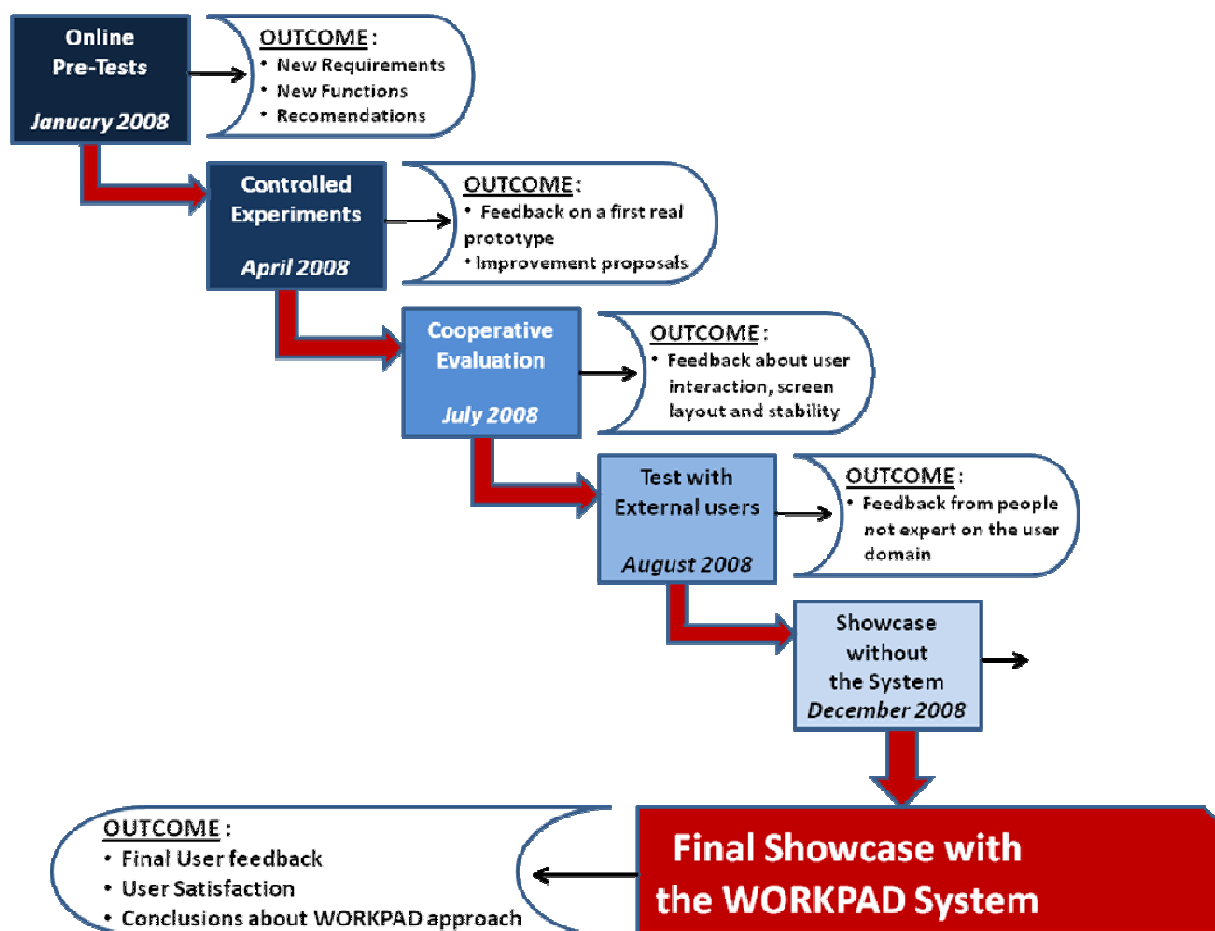 Online
Pre-Tests
January 2008
OUTCOME :
• New Requirements
• New Functions
• Recomendations
Controlled
Experiments
April 2008
OUTCOME :
• Feedback on a first real
prototype
• Improvement proposals
Cooperative
Evaluation
July 2008
OUTCOME :
• Feedback about user
interaction, screen
layout and stability
Test with
External users
August 2008
OUTCOME :
• Feedback from people
not expert on the user
domain
Showcase
without
the System
December 2008
OUTCOME :
• Final User feedback
• User Satisfaction
• Conclusions about WORKPAD approach
Final Showcase with
the WORKPAD System